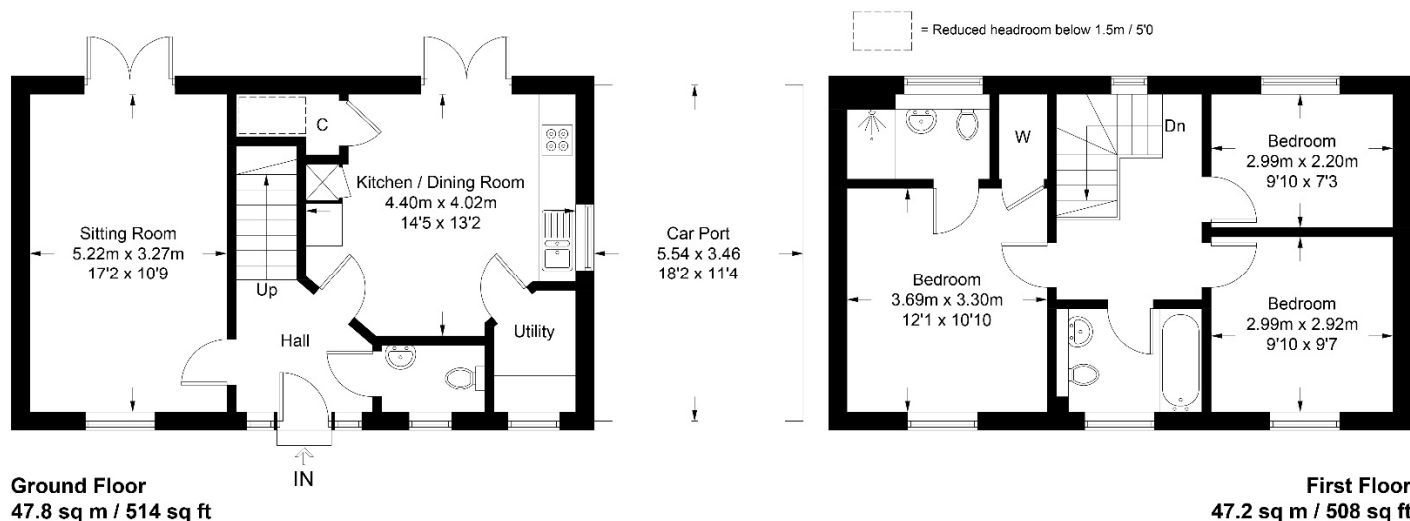 = Reduced headroom below 1.5m / 5'0
C
Kitchen / Dining Room
4.40m x 4.02m
14'5 x 13'2
Sitting Room
5.22m x 3.27m
17'2 x 10'9
Up
Hall
Utility
IN
Car Port
5.54 x 3.46
18'2 x 11'4
W
Dn
Bedroom
2.99m x 2.20m
9'10 x 7'3
Bedroom
3.69m x 3.30m
12'1 x 10'10
Bedroom
2.99m x 2.92m
9'10 x 9'7
Ground Floor
47.8 sq m / 514 sq ft
First Floor
47.2 sq m / 508 sq ft